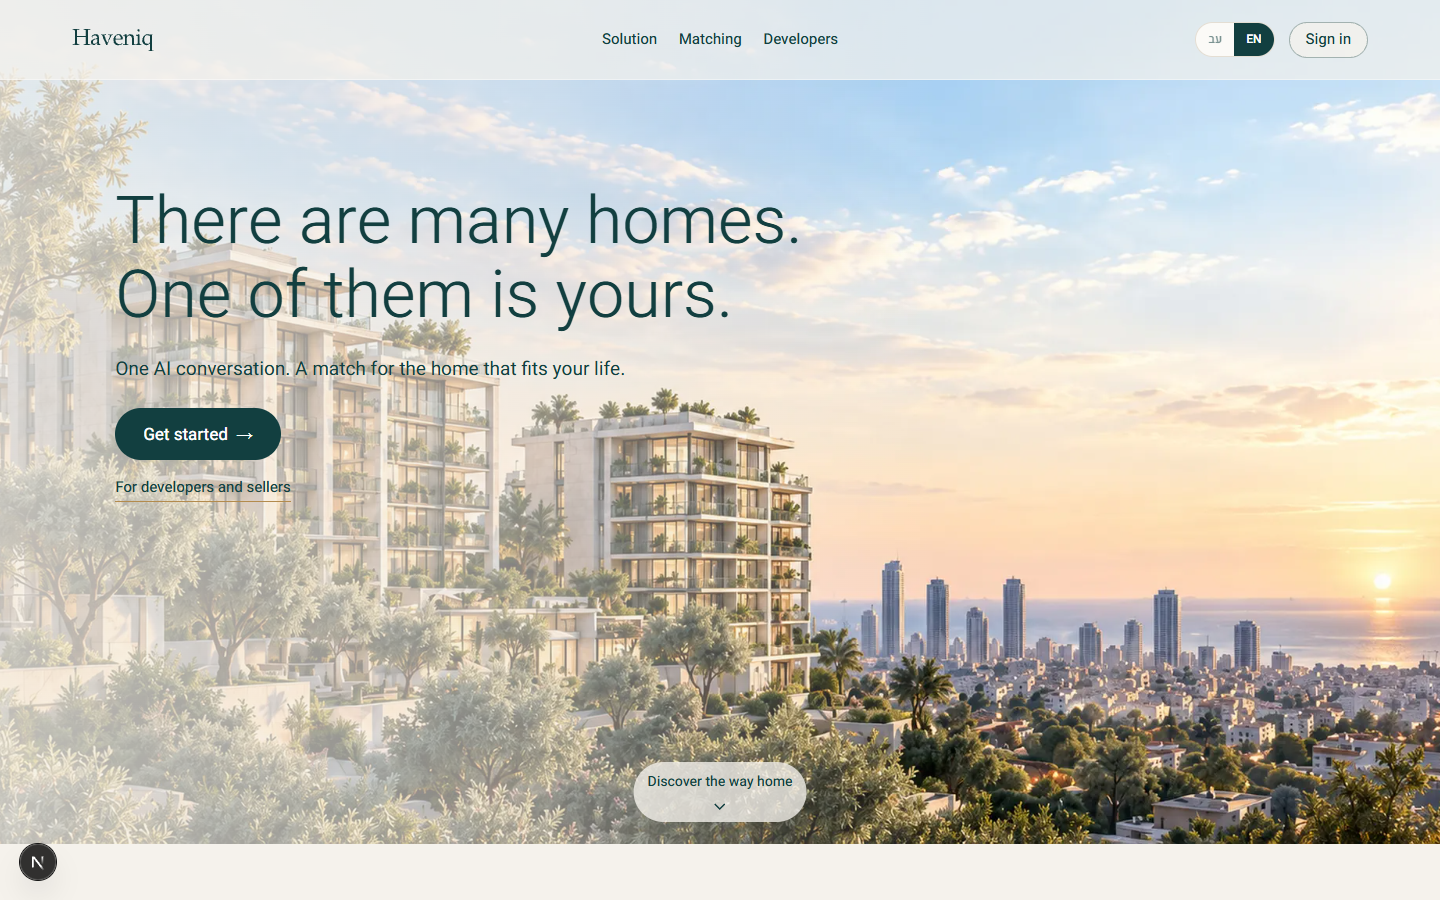 Haveniq
Solution Matching Developers
עב EN
Sign in
There are many homes.
One of them is yours.
One AI conversation. A match for the home that fits your life.
Get started →
For developers and sellers
Discover the way home
N